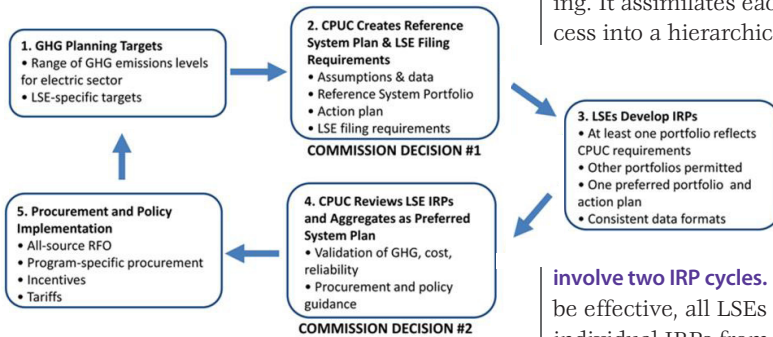 ing. It assimilates eac
cess into a hierarchic
1. GHG Planning Targets
• Range of GHG emissions levels
for electric sector
• LSE-specific targets
2. CPUC Creates Reference
System Plan & LSE Filing
Requirements
• Assumptions & data
• Reference System Portfolio
• Action plan
• LSE filing requirements
COMMISSION DECISION #1
3. LSEs Develop IRPs
• At least one portfolio reflects
CPUC requirements
• Other portfolios permitted
• One preferred portfolio and
action plan
• Consistent data formats
4. CPUC Reviews LSE IRPs
and Aggregates as Preferred
System Plan
• Validation of GHG, cost,
reliability
• Procurement and policy
guidance
COMMISSION DECISION #2
5. Procurement and Policy
Implementation
• All-source RFO
• Program-specific procurement
• Incentives
• Tariffs
involve two IRP cycles.
be effective, all LSEs
individual IRPs from